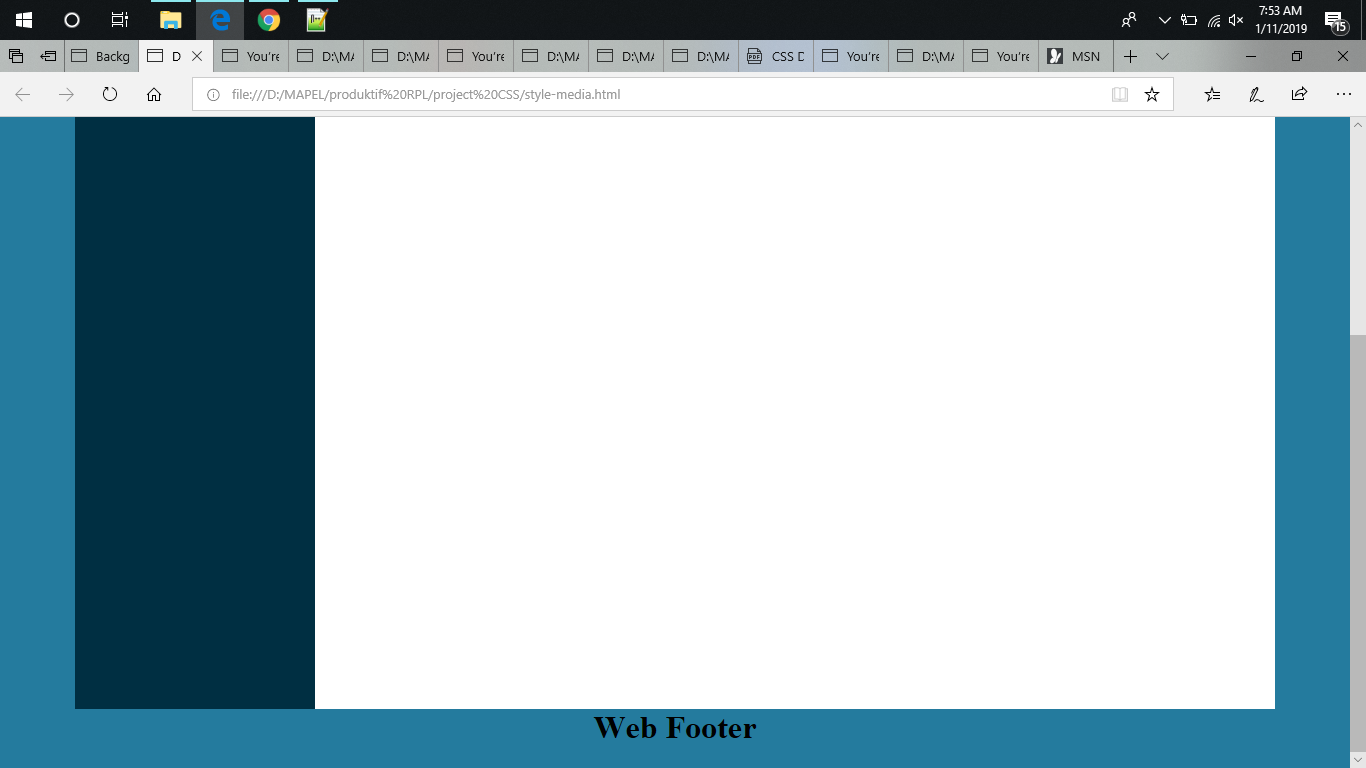 7:53 AM
1/11/2019
15
Backg
D
You're
D:\MA
D:\MA
You're
D:\MA
D:\MA
D:\MA
PDF CSS D
You're
D:\MA
You're
MSN
file:///D:/MAPEL/produktif%20RPL/project%20CSS/style-media.html
Web Footer